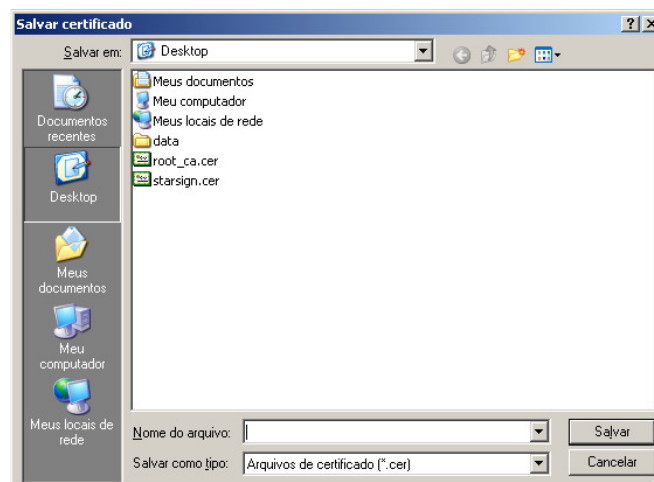 Salvar certificado
Salvar em: Desktop
Documentos
recentes
Desktop
Meus
documentos
Meu
computador
Meus locais de
rede
Meus documentos
Meu computador
Meus locais de rede
data
root_ca.cer
starsign.cer
Nome do arquivo:
Salvar
Salvar como tipo: Arquivos de certificado (*.cer)
Cancelar